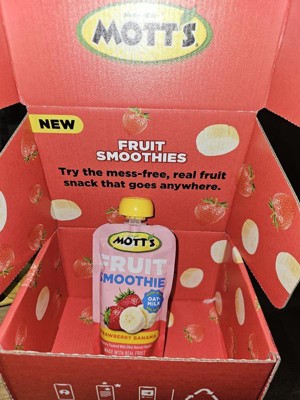 MOTT'S
NEW
FRUIT
SMOOTHIES
Try the mess-free, real fruit
snack that goes anywhere.
MOTT'S
FRUIT
SMOOTHIE
OAT
MILK
STRAWBERRY BANANA
MADE WITH REAL FRUIT